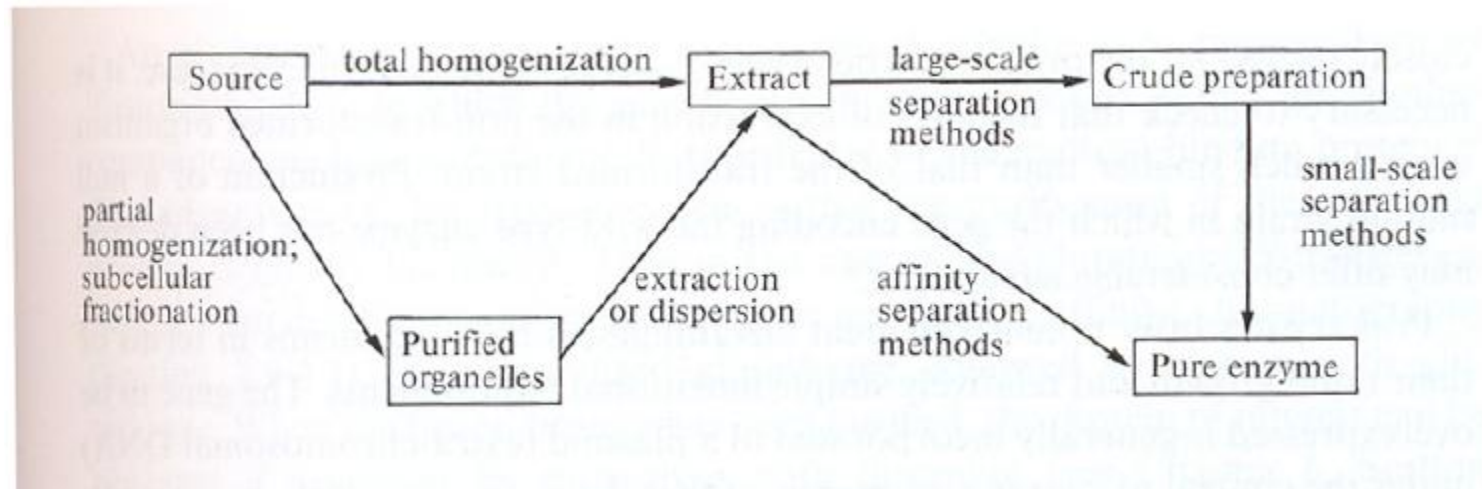 Source
total homogenization
Extract
large-scale
separation
methods
Crude preparation
partial
homogenization;
subcellular
fractionation
Purified
organelles
extraction
or dispersion
affinity
separation
methods
small-scale
separation
methods
Pure enzyme